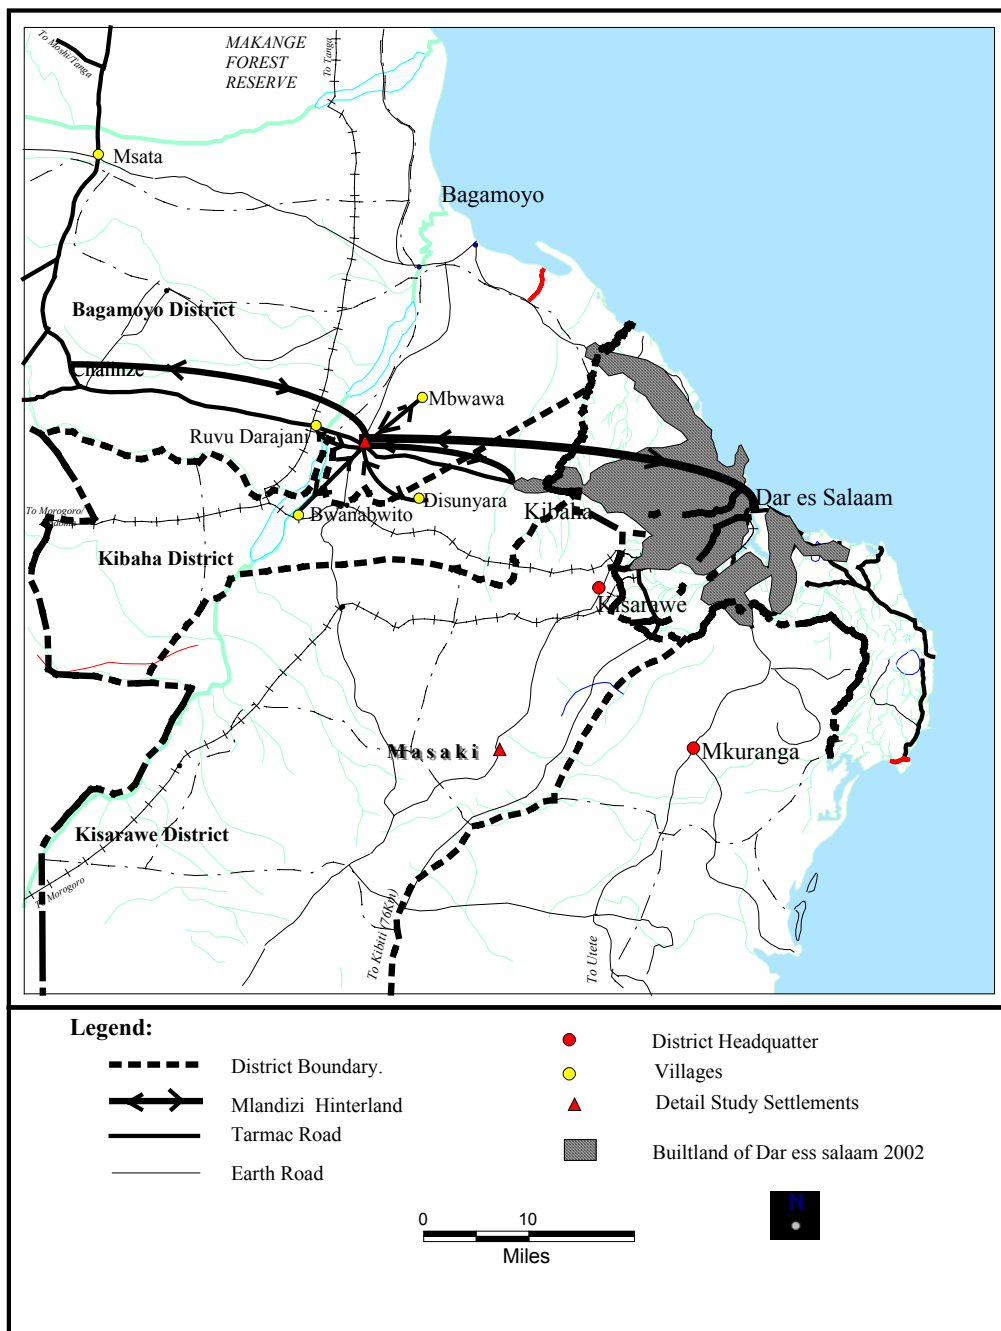 To Moshi/Tanga
MAKANGE
FOREST
RESERVE
To Tanga
Msata
Bagamoyo
Bagamoyo District
Chalinze
Mbwawa
Ruvu Darajani
Disunyara
Bwanabwito
Kibaha
Dar es Salaam
To Morogoro/
Kibaha District
Kisarawe
Masaki
Mkuranga
Kisarawe District
To Morogoro
To Kibiti (76Km)
To Utete
Legend:
District Boundary.
Mlandizi Hinterland
Tarmac Road
Earth Road
District Headquatter
Villages
Detail Study Settlements
Builtland of Dar ess salaam 2002
0 10
Miles
N